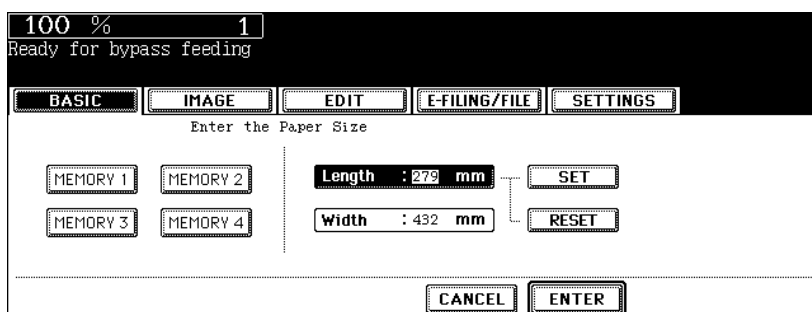 100 % 1
Ready for bypass feeding
BASIC IMAGE EDIT E-FILING/FILE SETTINGS
Enter the Paper Size
MEMORY 1 MEMORY 2 Length :279 mm SET
MEMORY 3 MEMORY 4 Width :432 mm RESET
CANCEL ENTER